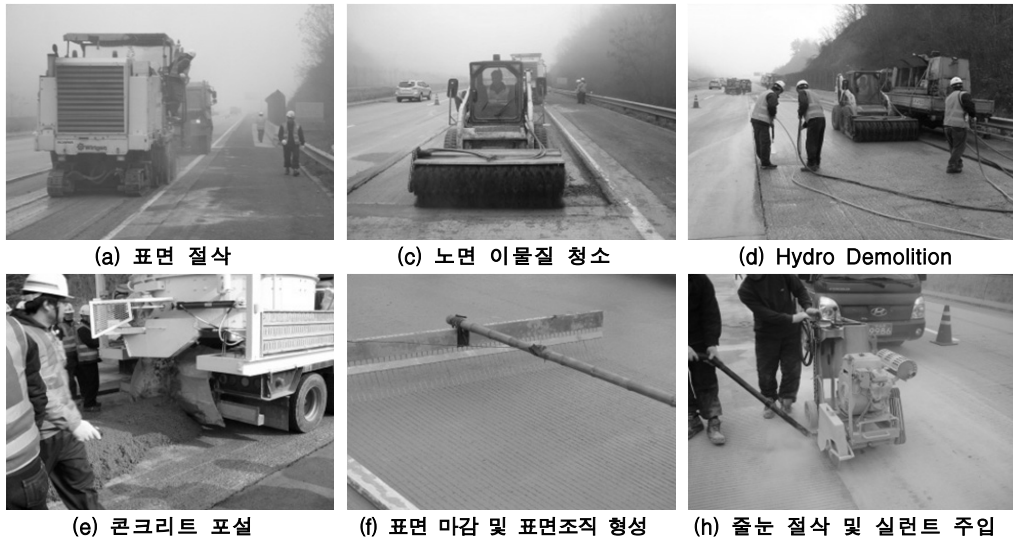 (a) 표면 절삭
(c) 노면 이물질 청소
(d) Hydro Demolition
(e) 콘크리트 포설
(f) 표면 마감 및 표면조직 형성
(h) 줄눈 절삭 및 실런트 주입